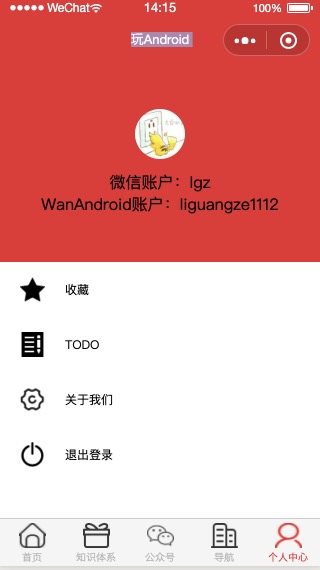 WeChat 14:15 100%
玩Android
微信账户：lgz
WanAndroid账户：liguangze1112
收藏
TODO
关于我们
退出登录
首页 知识体系 公众号 导航 个人中心